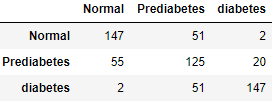 Normal Prediabetes diabetes
Normal 147 51 2
Prediabetes 55 125 20
diabetes 2 51 147